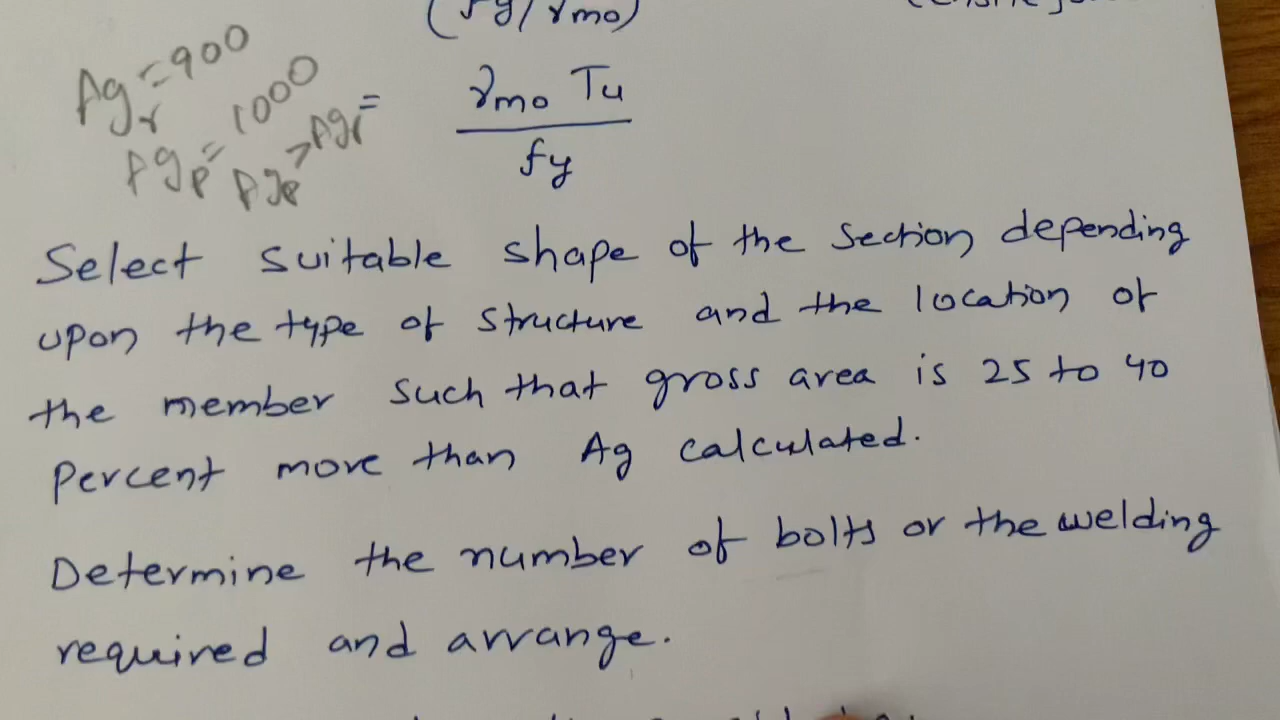 (fy/γmo)
Agr = 900
Agp = 1000
Agp > Agr =
γmo Tu
fy
Select suitable shape of the section depending
upon the type of structure and the location of
the member such that gross area is 25 to 40
percent more than Ag calculated.
Determine the number of bolts or the welding
required and arrange.